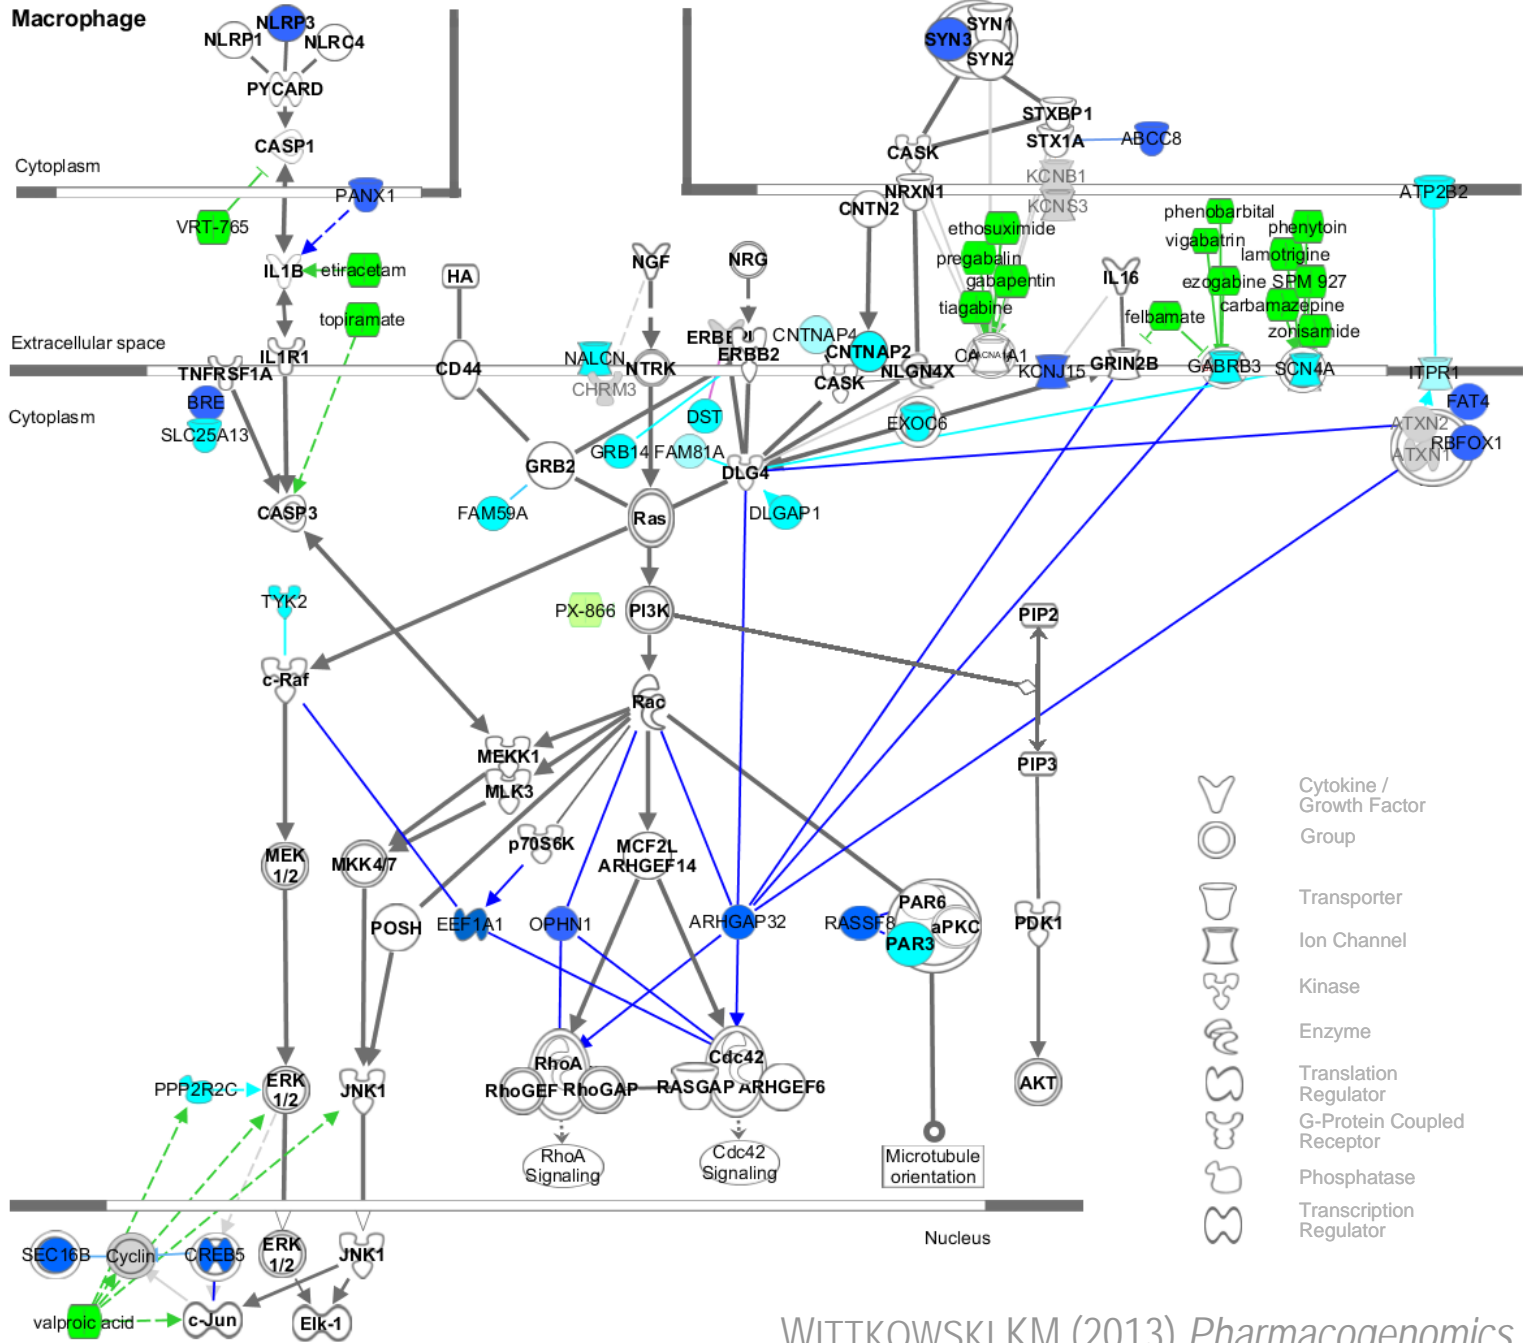 Macrophage
NLRP3
NLRP1
NLRC4
PYCARD
CASP1
Cytoplasm
PANX1
VRT-765
IL1B
etiracetam
topiramate
Extracellular space
IL1R1
TNFRSF1A
BRE
SLC25A13
Cytoplasm
CASP3
SYN1
SYN3
SYN2
STXBP1
STX1A
ABCC8
CASK
KCNB1
KCNS3
NRXN1
CNTN2
ATP2B2
HA
NGF
NRG
IL16
ethosuximide
pregabalin
gabapentin
tiagabine
phenobarbital
vigabatrin
ezogabine
felbamate
phenytoin
lamotrigine
SPM 927
carbamazepine
zonisamide
CD44
NALCN
CHRM3
NTRK
ERBB2
CNTNAP4
CNTNAP2
CASK
NLGN4X
KCNJ15
GRIN2B
GABRB3
SCN4A
ITPR1
FAT4
ATXN2
RBFOX1
ATXN1
DST
EXOC6
GRB14
FAM81A
GRB2
DLG4
FAM59A
Ras
DLGAP1
TYK2
PX-866
PI3K
PIP2
c-Raf
Rac
MEKK1
MLK3
PIP3
p70S6K
MEK
1/2
MKK4/7
MCF2L
ARHGEF14
POSH
EEF1A1
OPHN1
ARHGAP32
RASSF8
PAR6
aPKC
PAR3
PDK1
PPP2R2C
ERK
1/2
JNK1
RhoA
RhoGEF
RhoGAP
Cdc42
RASGAP
ARHGEF6
AKT
RhoA
Signaling
Cdc42
Signaling
Microtubule
orientation
Nucleus
SEC16B
Cyclin
CREB5
ERK
1/2
JNK1
valproic acid
c-Jun
Elk-1
Cytokine /
Growth Factor
Group
Transporter
Ion Channel
Kinase
Enzyme
Translation
Regulator
G-Protein Coupled
Receptor
Phosphatase
Transcription
Regulator
WITTKOWSKI KM (2013) Pharmacogenomics